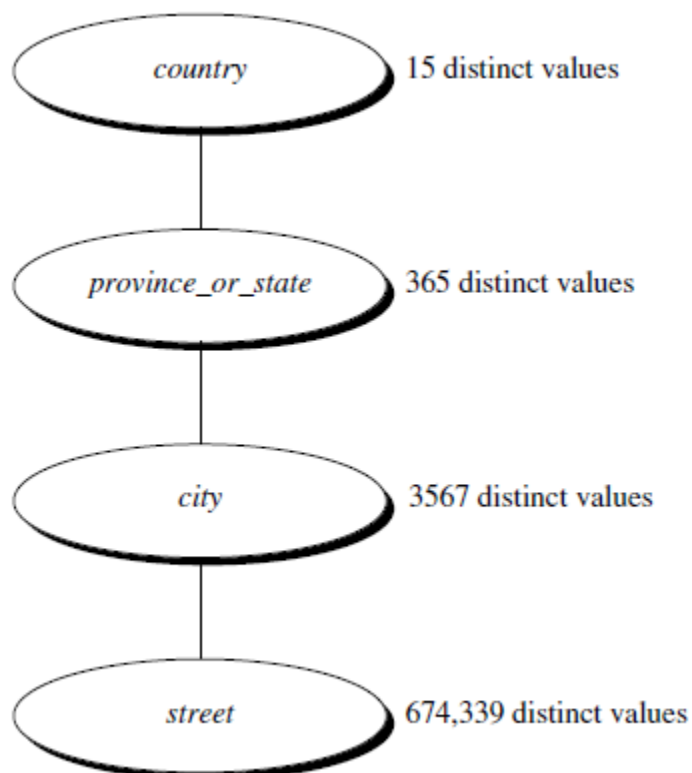 country 15 distinct values
province_or_state 365 distinct values
city 3567 distinct values
street 674,339 distinct values